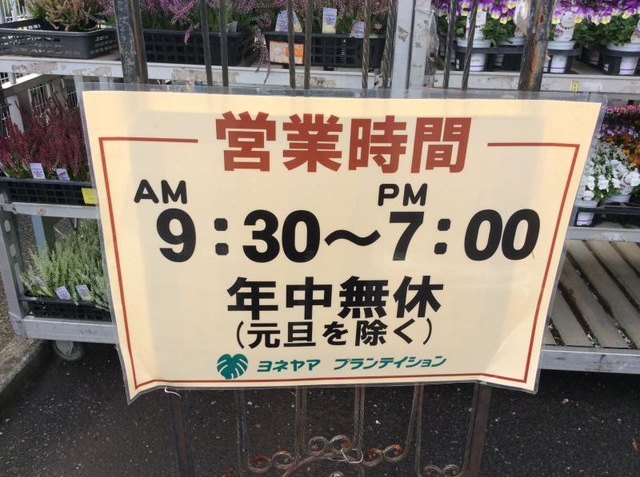 営業時間
AM PM
9:30〜7:00
年中無休
(元旦を除く)
ヨネヤマ プランテイション